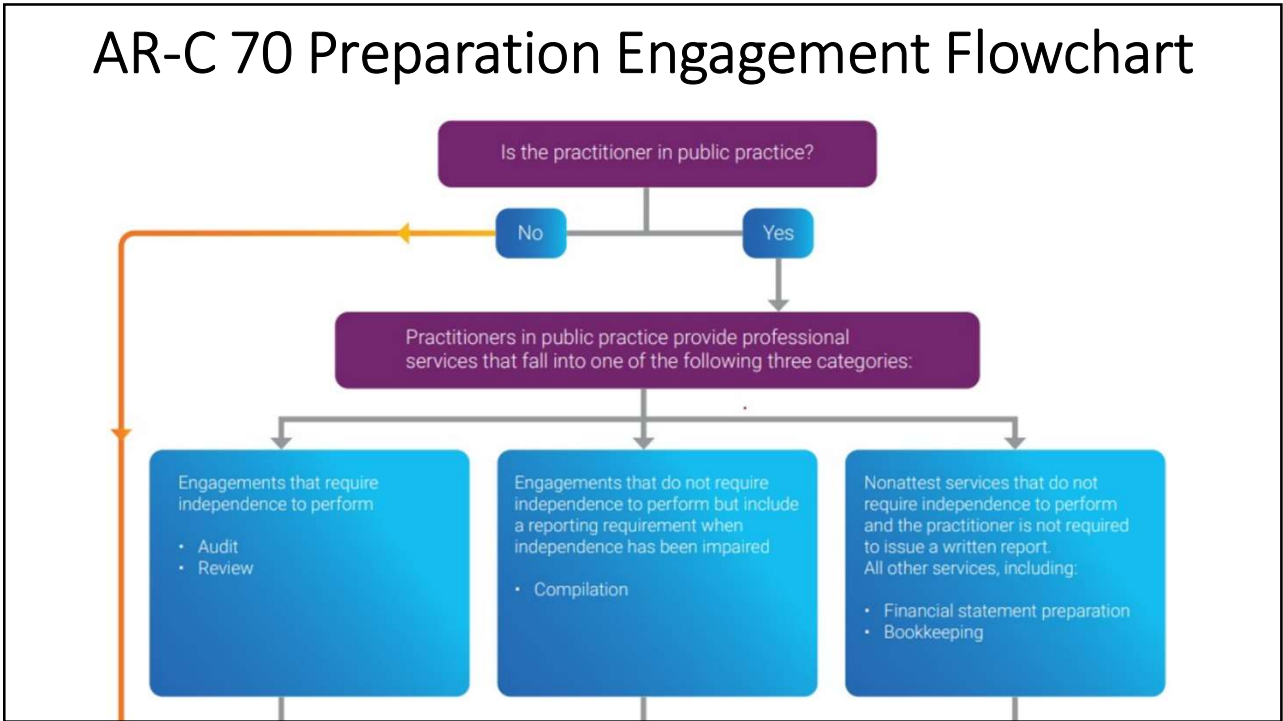 AR-C 70 Preparation Engagement Flowchart
Is the practitioner in public practice?
No
Yes
Practitioners in public practice provide professional
services that fall into one of the following three categories:
Engagements that require
independence to perform
• Audit
• Review
Engagements that do not require
independence to perform but include
a reporting requirement when
independence has been impaired
• Compilation
Nonattest services that do not
require independence to perform
and the practitioner is not required
to issue a written report.
All other services, including:
• Financial statement preparation
• Bookkeeping